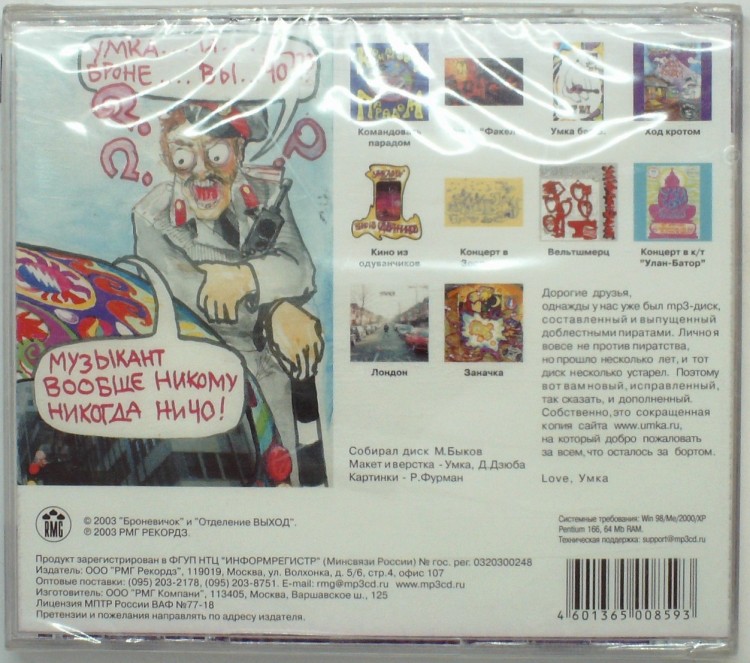 УМКА... И...
БРОНЕ....ВЫ...ЧО??
МУЗЫКАНТ
ВООБЩЕ НИКОМУ
НИКОГДА НИЧО!
Командовать
парадом
"Факел"
Умка
Ход кротом
Кино из
одуванчиков
Концерт в
Вельтшмерц
Концерт в к/т
"Улан-Батор"
Лондон
Заначка
Дорогие друзья,
однажды у нас уже был mp3-диск,
составленный и выпущенный
доблестными пиратами. Лично я
вовсе не против пиратства,
но прошло несколько лет, и тот
диск несколько устарел. Поэтому
вот вам новый, исправленный,
так сказать, и дополненный.
Собственно, это сокращенная
копия сайта www.umka.ru,
на который добро пожаловать
за всем, что осталось за бортом.
Love, Умка
Собирал диск М.Быков
Макет и верстка - Умка, Д.Дзюба
Картинки - Р.Фурман
RMG
© 2003 "Броневичок" и "Отделение ВЫХОД".
℗ 2003 РМГ РЕКОРДЗ.
Системные требования: Win 98/Me/2000/XP
Pentium 166, 64 Mb RAM.
Техническая поддержка: support@mp3cd.ru
Продукт зарегистрирован в ФГУП НТЦ "ИНФОРМРЕГИСТР" (Минсвязи России) № гос. рег. 0320300248
Издатель: ООО "РМГ Рекордз", 119019, Москва, ул. Волхонка, д. 5/6, стр.4, офис 107
Оптовые поставки: (095) 203-2178, (095) 203-8751. E-mail: rmg@mp3cd.ru www.mp3cd.ru
Изготовитель: ООО "РМГ Компани", 113405, Москва, Варшавское ш., 125
Лицензия МПТР России ВАФ №77-18
Претензии и пожелания направлять по адресу издателя.
4 601365 008593